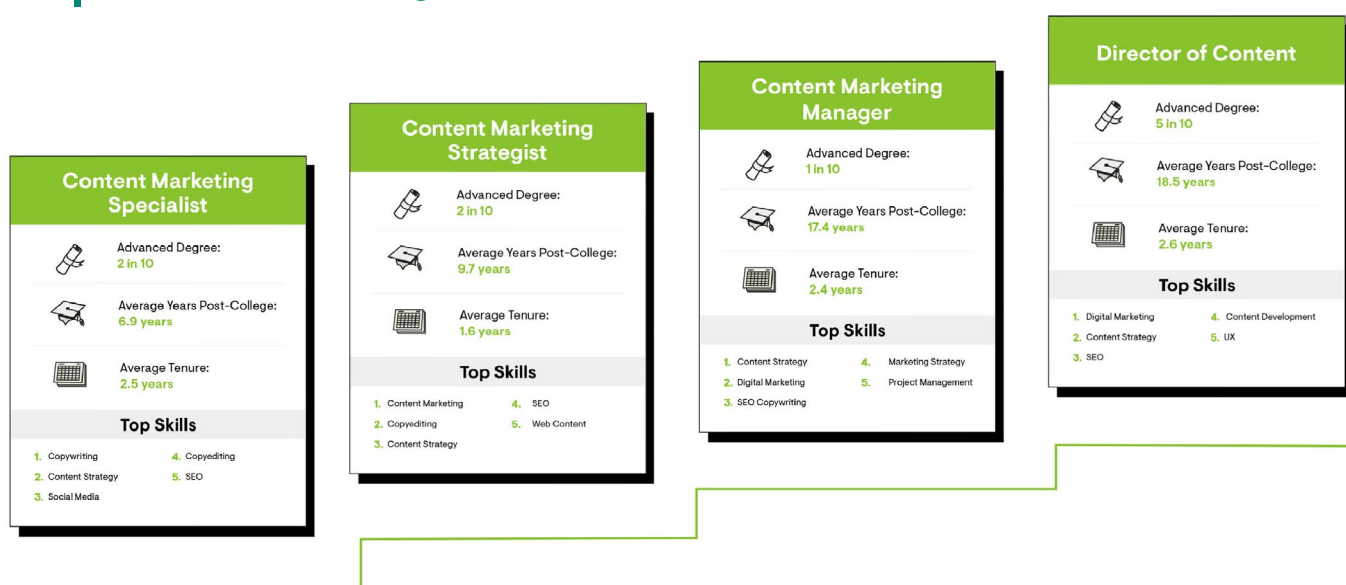 Content Marketing
Specialist
Advanced Degree:
2 in 10
Average Years Post-College:
6.9 years
Average Tenure:
2.5 years
Top Skills
1. Copywriting
2. Content Strategy
3. Social Media
4. Copyediting
5. SEO
Content Marketing
Strategist
Advanced Degree:
2 in 10
Average Years Post-College:
9.7 years
Average Tenure:
1.6 years
Top Skills
1. Content Marketing
2. Copyediting
3. Content Strategy
4. SEO
5. Web Content
Content Marketing
Manager
Advanced Degree:
1 in 10
Average Years Post-College:
17.4 years
Average Tenure:
2.4 years
Top Skills
1. Content Strategy
2. Digital Marketing
3. SEO Copywriting
4. Marketing Strategy
5. Project Management
Director of Content
Advanced Degree:
5 in 10
Average Years Post-College:
18.5 years
Average Tenure:
2.6 years
Top Skills
1. Digital Marketing
2. Content Strategy
3. SEO
4. Content Development
5. UX